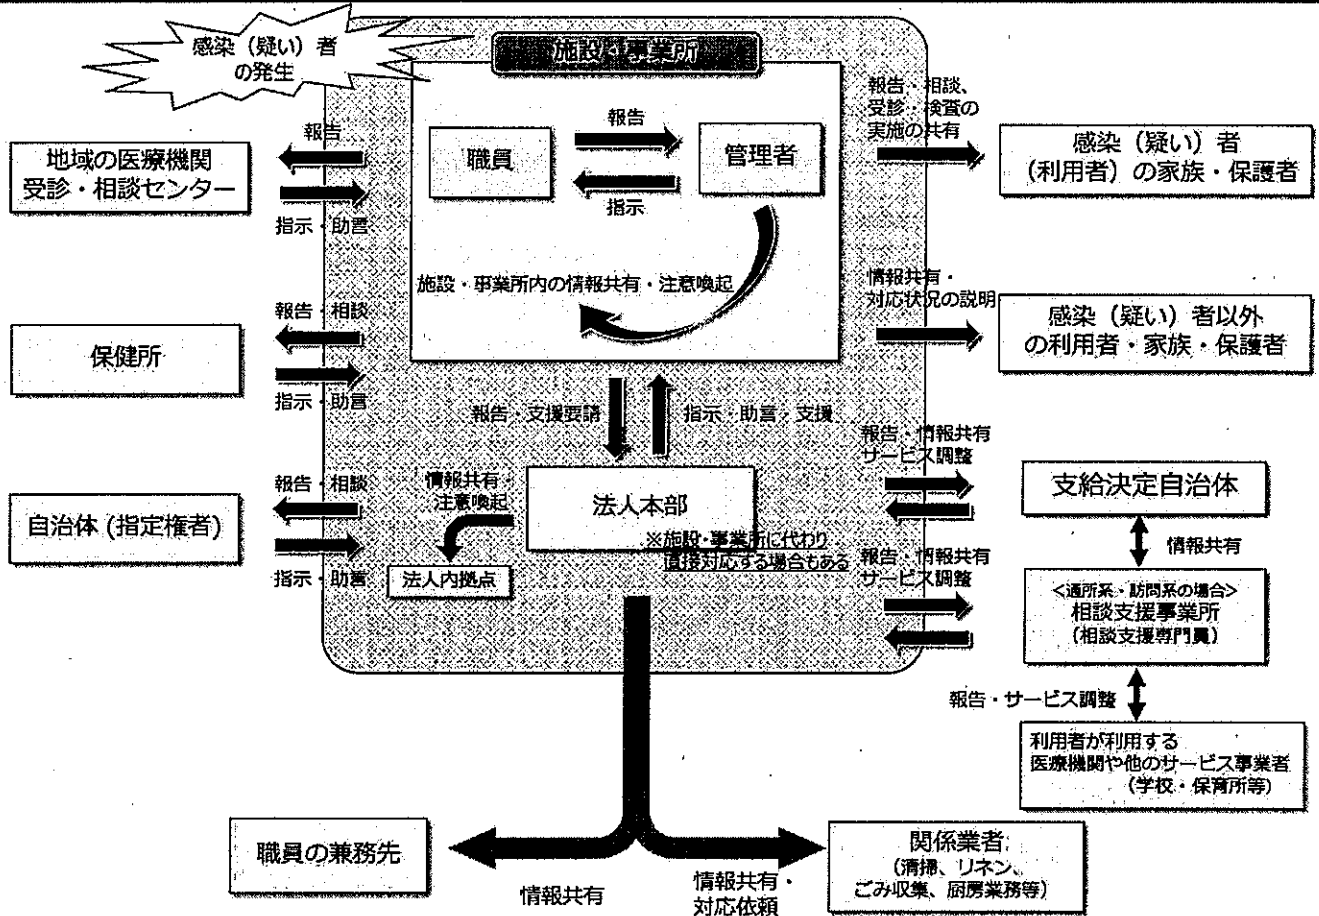 感染（疑い）者
の発生
施設・事業所
報告
地域の医療機関
受診・相談センター
指示・助言
職員
報告
指示
管理者
施設・事業所内の情報共有・注意喚起
報告・相談、
受診・検査の
実施の共有
感染（疑い）者
（利用者）の家族・保護者
情報共有・
対応状況の説明
感染（疑い）者以外
の利用者・家族・保護者
報告・相談
保健所
指示・助言
報告・支援要請
指示・助言・支援
報告・相談
自治体（指定権者）
指示・助言
情報共有・
注意喚起
法人本部
※施設・事業所に代わり
直接対応する場合もある
法人内拠点
報告・情報共有
サービス調整
支給決定自治体
情報共有
報告・情報共有
サービス調整
<通所系・訪問系の場合>
相談支援事業所
（相談支援専門員）
報告・サービス調整
利用者が利用する
医療機関や他のサービス事業者
（学校・保育所等）
職員の兼務先
情報共有
情報共有・
対応依頼
関係業者
（清掃、リネン、
ごみ収集、厨房業務等）